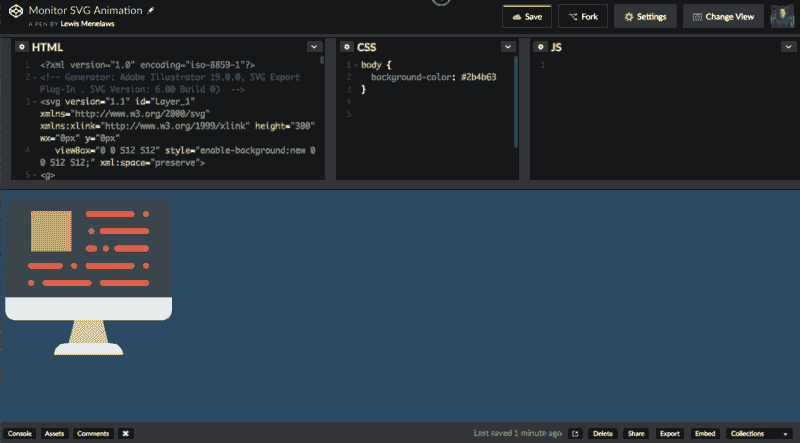 Monitor SVG Animation
A PEN BY Lewis Menelaws
Save
Fork
Settings
Change View
HTML
1 <?xml version="1.0" encoding="iso-8859-1"?>
2 <!-- Generator: Adobe Illustrator 19.0.0, SVG Export
Plug-In . SVG Version: 6.00 Build 0) -->
3 <svg version="1.1" id="Layer_1"
xmlns="http://www.w3.org/2000/svg"
xmlns:xlink="http://www.w3.org/1999/xlink" height="300"
wx="0px" y="0px"
4 viewBox="0 0 512 512" style="enable-background:new 0
0 512 512;" xml:space="preserve">
5 <g>
CSS
1 body {
2 background-color: #2b4b63
3 }
4
5
JS
1
Console
Assets
Comments
⌘
Last saved 1 minute ago
Delete
Share
Export
Embed
Collections